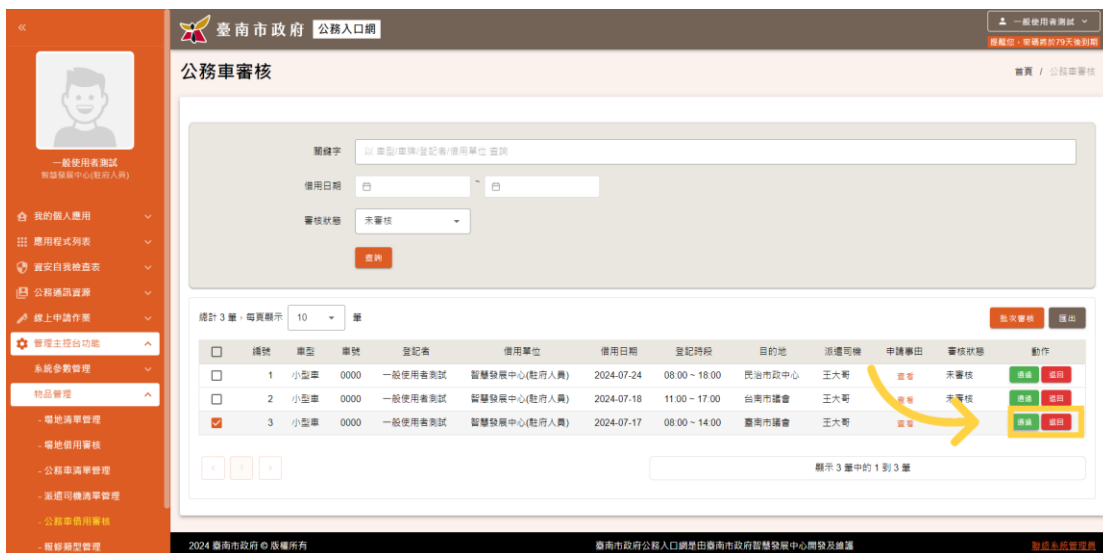 臺南市政府 公務入口網
一般使用者測試
提醒您，密碼將於79天後到期
公務車審核
首頁 / 公務車審核
一般使用者測試
智慧發展中心(駐府人員)
我的個人應用
應用程式列表
資安自我檢查表
公務通訊資源
線上申請作業
管理主控台功能
系統參數管理
物品管理
- 場地清單管理
- 場地借用審核
- 公務車清單管理
- 派遣司機清單管理
- 公務車借用審核
- 報修類型管理
關鍵字 以 車型/車牌/登記者/借用單位 查詢
借用日期 ~
審核狀態 未審核
查詢
總計 3 筆，每頁顯示 10 筆
批次審核 匯出
編號 車型 車號 登記者 借用單位 借用日期 登記時段 目的地 派遣司機 申請事由 審核狀態 動作
1 小型車 0000 一般使用者測試 智慧發展中心(駐府人員) 2024-07-24 08:00 ~ 18:00 民治市政中心 王大哥 查看 未審核 通過 退回
2 小型車 0000 一般使用者測試 智慧發展中心(駐府人員) 2024-07-18 11:00 ~ 17:00 台南市議會 王大哥 查看 未審核 通過 退回
3 小型車 0000 一般使用者測試 智慧發展中心(駐府人員) 2024-07-17 08:00 ~ 14:00 臺南市議會 王大哥 查看 通過 退回
顯示 3 筆中的 1 到 3 筆
2024 臺南市政府 © 版權所有
臺南市政府公務入口網是由臺南市政府智慧發展中心開發及維護
聯絡系統管理員